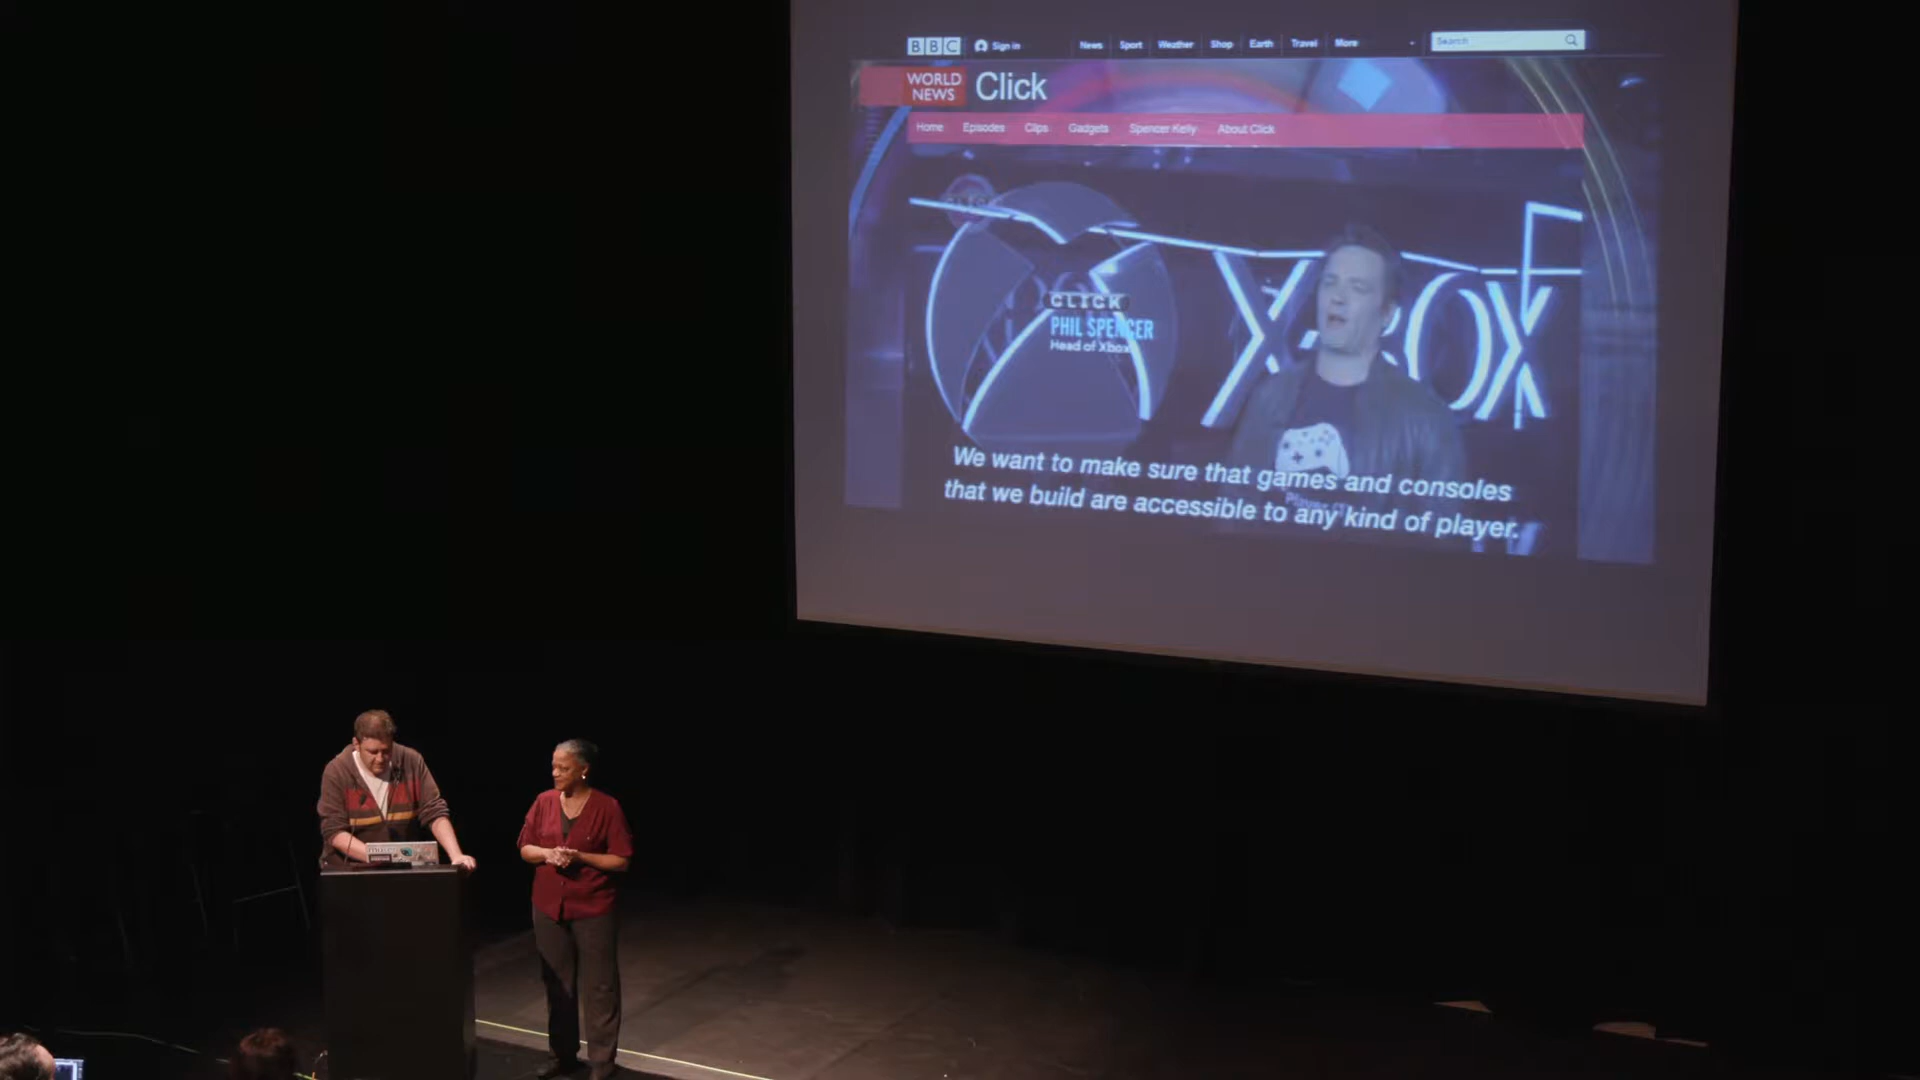 BBC Sign in News Sport Weather Shop Earth Travel More Search
WORLD NEWS Click
Home Episodes Clips Gadgets Spencer Kelly About Click
XBOX
CLICK
PHIL SPENCER
Head of Xbox
We want to make sure that games and consoles
that we build are accessible to any kind of player.